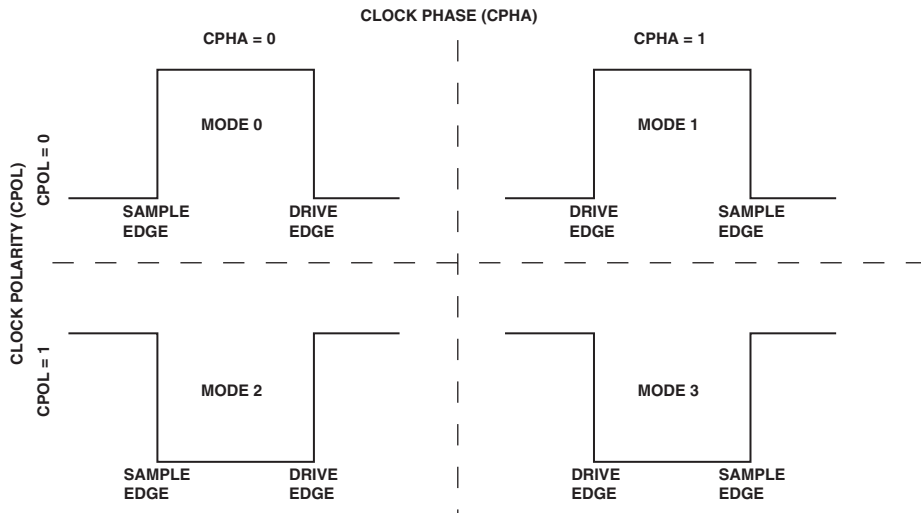 CLOCK PHASE (CPHA)
CPHA = 0
CPHA = 1
CLOCK POLARITY (CPOL)
CPOL = 0
MODE 0
SAMPLE
EDGE
DRIVE
EDGE
MODE 1
DRIVE
EDGE
SAMPLE
EDGE
CPOL = 1
MODE 2
SAMPLE
EDGE
DRIVE
EDGE
MODE 3
DRIVE
EDGE
SAMPLE
EDGE